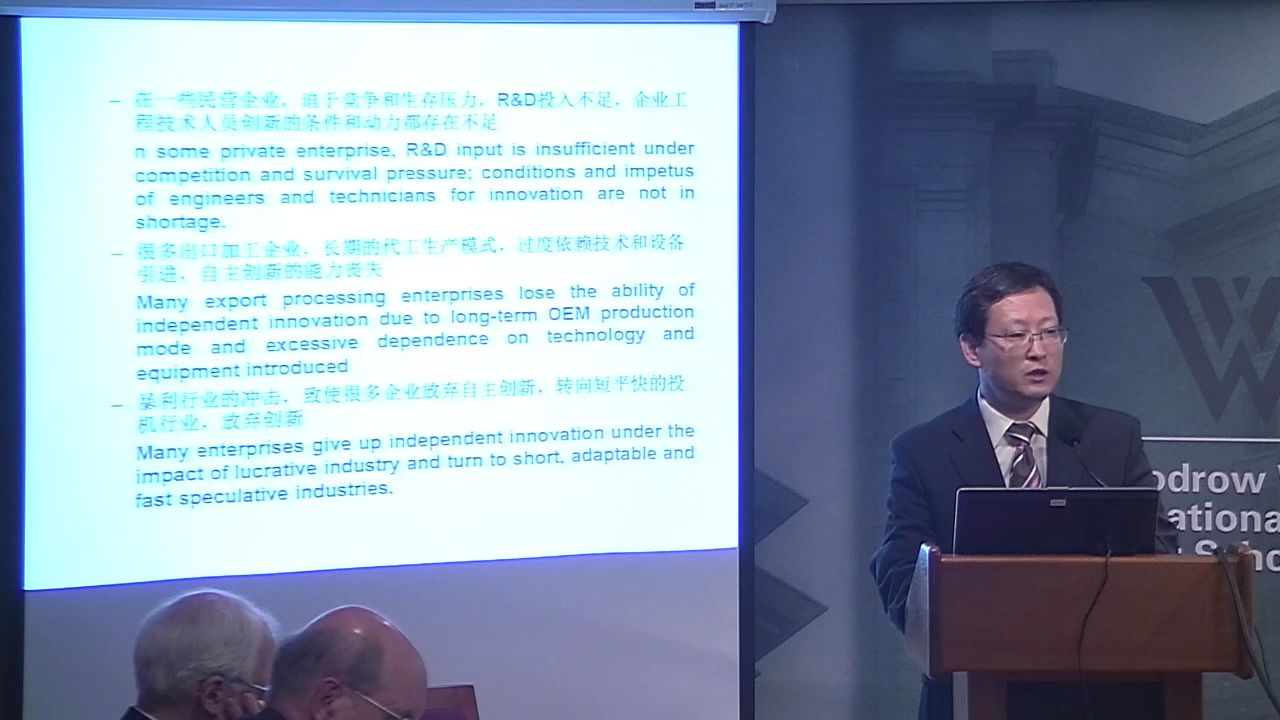 – 在一些民营企业，迫于竞争和生存压力，R&D投入不足，企业工
程技术人员创新的条件和动力都存在不足
n some private enterprise, R&D input is insufficient under
competition and survival pressure; conditions and impetus
of engineers and technicians for innovation are not in
shortage.
– 很多出口加工企业，长期的代工生产模式，过度依赖技术和设备
引进，自主创新的能力丧失
Many export processing enterprises lose the ability of
independent innovation due to long-term OEM production
mode and excessive dependence on technology and
equipment introduced
– 暴利行业的冲击，致使很多企业放弃自主创新，转向短平快的投
机行业，放弃创新
Many enterprises give up independent innovation under the
impact of lucrative industry and turn to short, adaptable and
fast speculative industries.
W
odrow
ationa